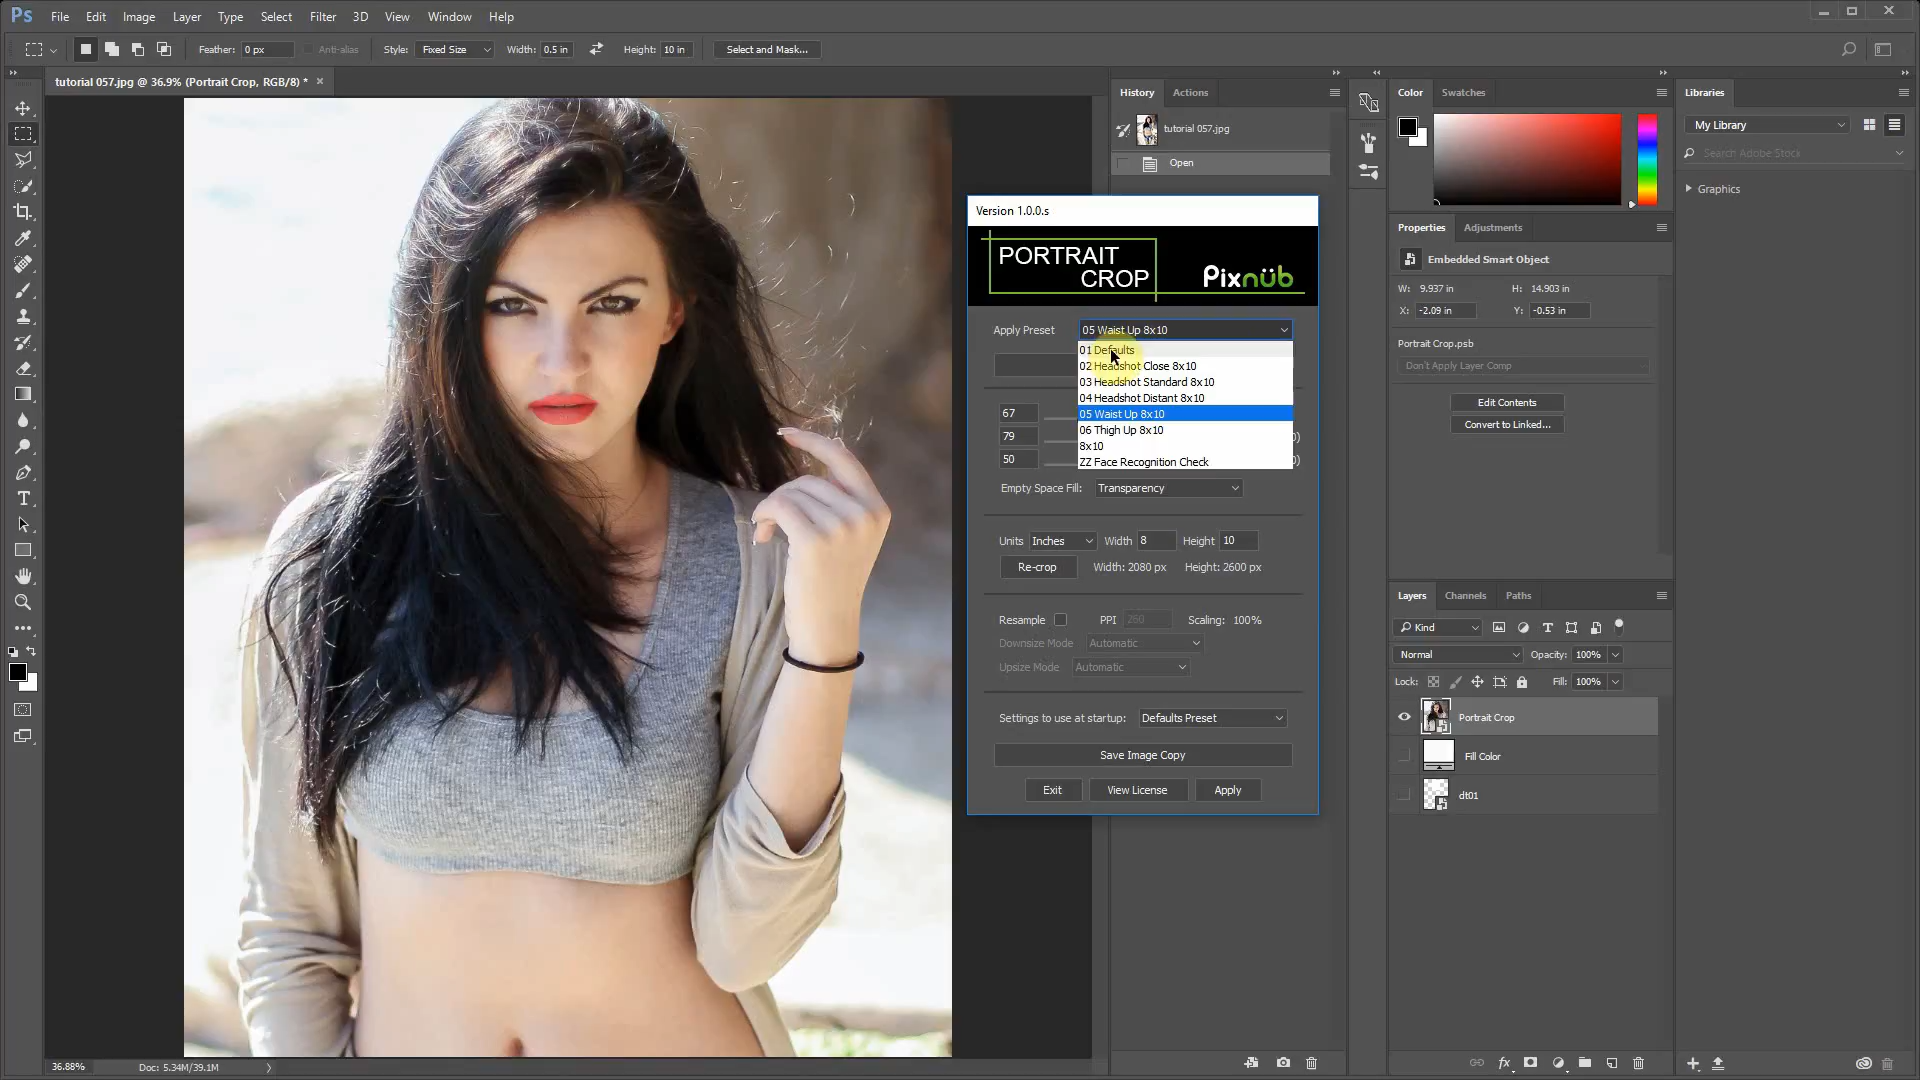 Ps File Edit Image Layer Type Select Filter 3D View Window Help
Feather: 0 px Anti-alias Style: Fixed Size Width: 0.5 in Height: 10 in Select and Mask...
tutorial 057.jpg @ 36.9% (Portrait Crop, RGB/8) *
History Actions
tutorial 057.jpg
Open
Version 1.0.0.s
PORTRAIT
CROP
Pixnüb
Apply Preset 05 Waist Up 8x10
01 Defaults
02 Headshot Close 8x10
03 Headshot Standard 8x10
04 Headshot Distant 8x10
05 Waist Up 8x10
06 Thigh Up 8x10
8x10
ZZ Face Recognition Check
67
79
50
Empty Space Fill: Transparency
Units Inches Width 8 Height 10
Re-crop Width: 2080 px Height: 2600 px
Resample PPI 260 Scaling: 100%
Downsize Mode Automatic
Upsize Mode Automatic
Settings to use at startup: Defaults Preset
Save Image Copy
Exit View License Apply
Color Swatches
Properties Adjustments
Embedded Smart Object
W: 9.937 in H: 14.903 in
X: -2.09 in Y: -0.53 in
Portrait Crop.psb
Don't Apply Layer Comp
Edit Contents
Convert to Linked...
Layers Channels Paths
Kind
Normal Opacity: 100%
Lock: Fill: 100%
Portrait Crop
Fill Color
dt01
Libraries
My Library
Search Adobe Stock
Graphics
36.88% Doc: 5.34M/39.1M